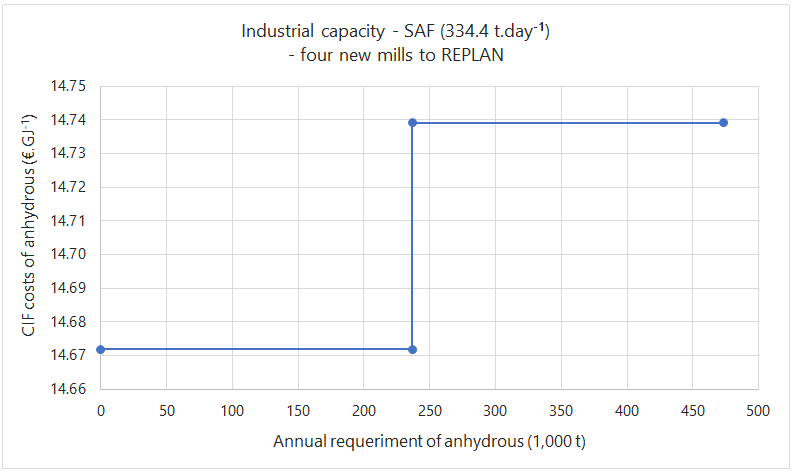 Industrial capacity - SAF (334.4 t.day⁻¹)
- four new mills to REPLAN
CIF costs of anhydrous (€.GJ⁻¹)
14.75
14.74
14.73
14.72
14.71
14.70
14.69
14.68
14.67
14.66
0 50 100 150 200 250 300 350 400 450 500
Annual requeriment of anhydrous (1,000 t)